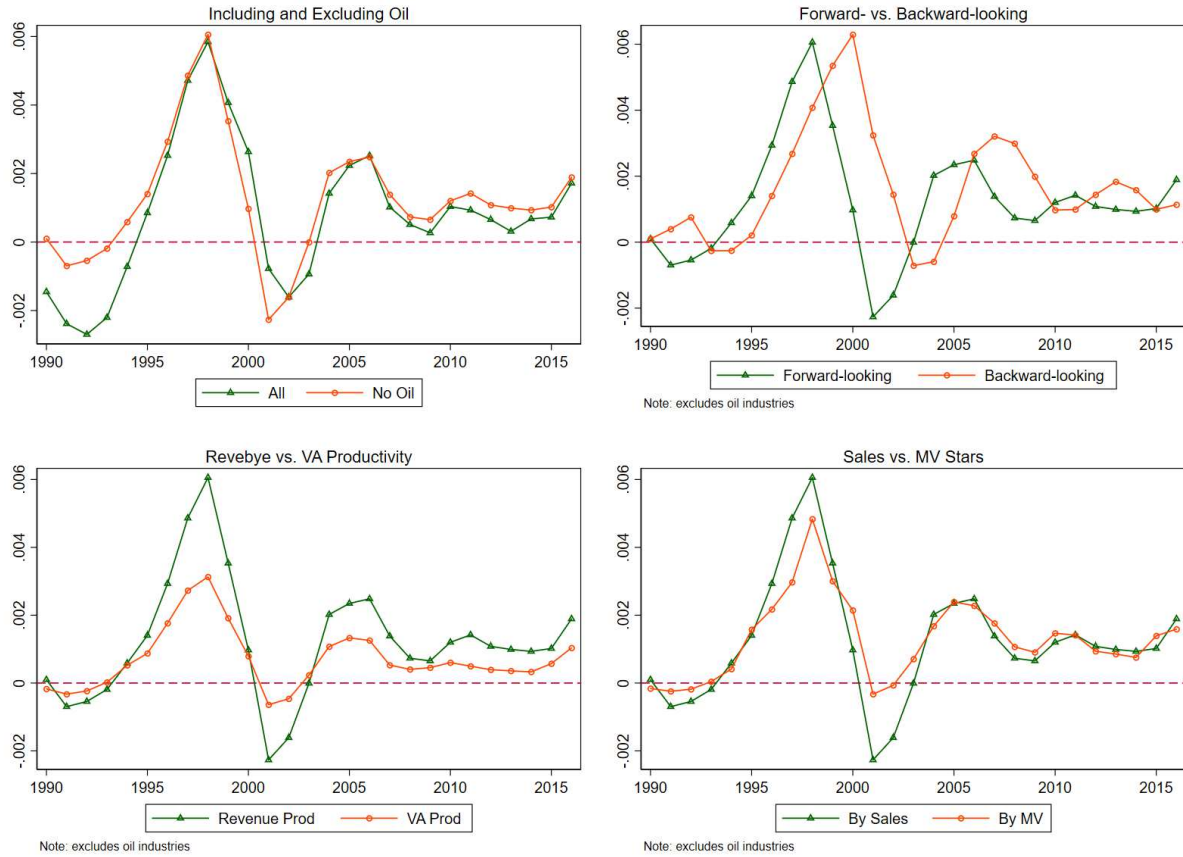 Including and Excluding Oil
.006
.004
.002
0
-.002
1990 1995 2000 2005 2010 2015
All No Oil
Forward- vs. Backward-looking
.006
.004
.002
0
-.002
1990 1995 2000 2005 2010 2015
Forward-looking Backward-looking
Note: excludes oil industries
Revebye vs. VA Productivity
.006
.004
.002
0
-.002
1990 1995 2000 2005 2010 2015
Revenue Prod VA Prod
Note: excludes oil industries
Sales vs. MV Stars
.006
.004
.002
0
-.002
1990 1995 2000 2005 2010 2015
By Sales By MV
Note: excludes oil industries